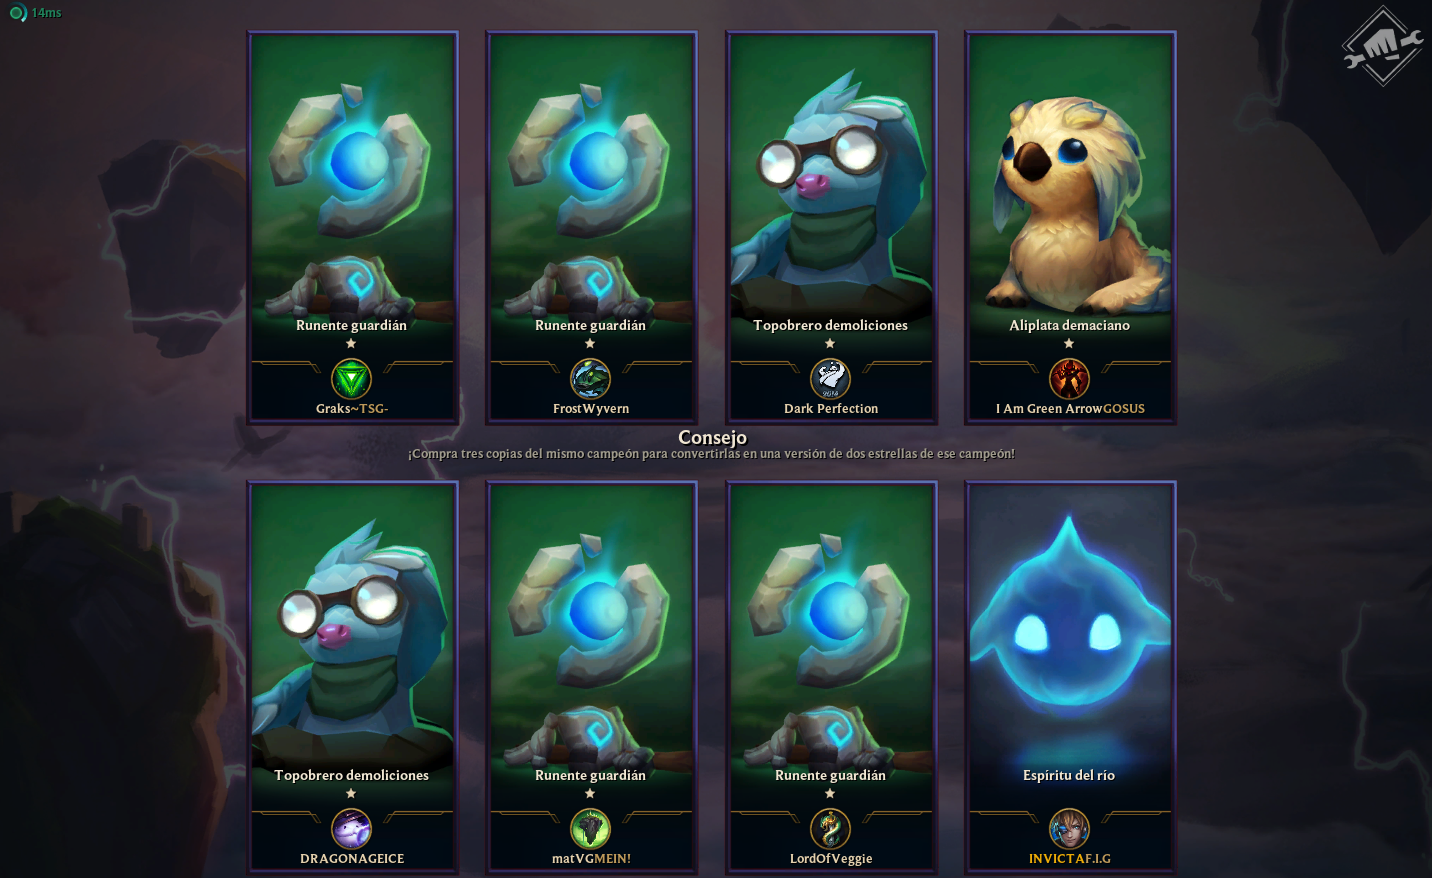 14ms
Runente guardián
Graks~TSG-
Runente guardián
FrostWyvern
Topobrero demoliciones
Dark Perfection
Aliplata demaciano
I Am Green ArrowGOSUS
Consejo
¡Compra tres copias del mismo campeón para convertirlas en una versión de dos estrellas de ese campeón!
Topobrero demoliciones
DRAGONAGEICE
Runente guardián
matVGMEIN!
Runente guardián
LordOfVeggie
Espíritu del río
INVICTAF.I.G